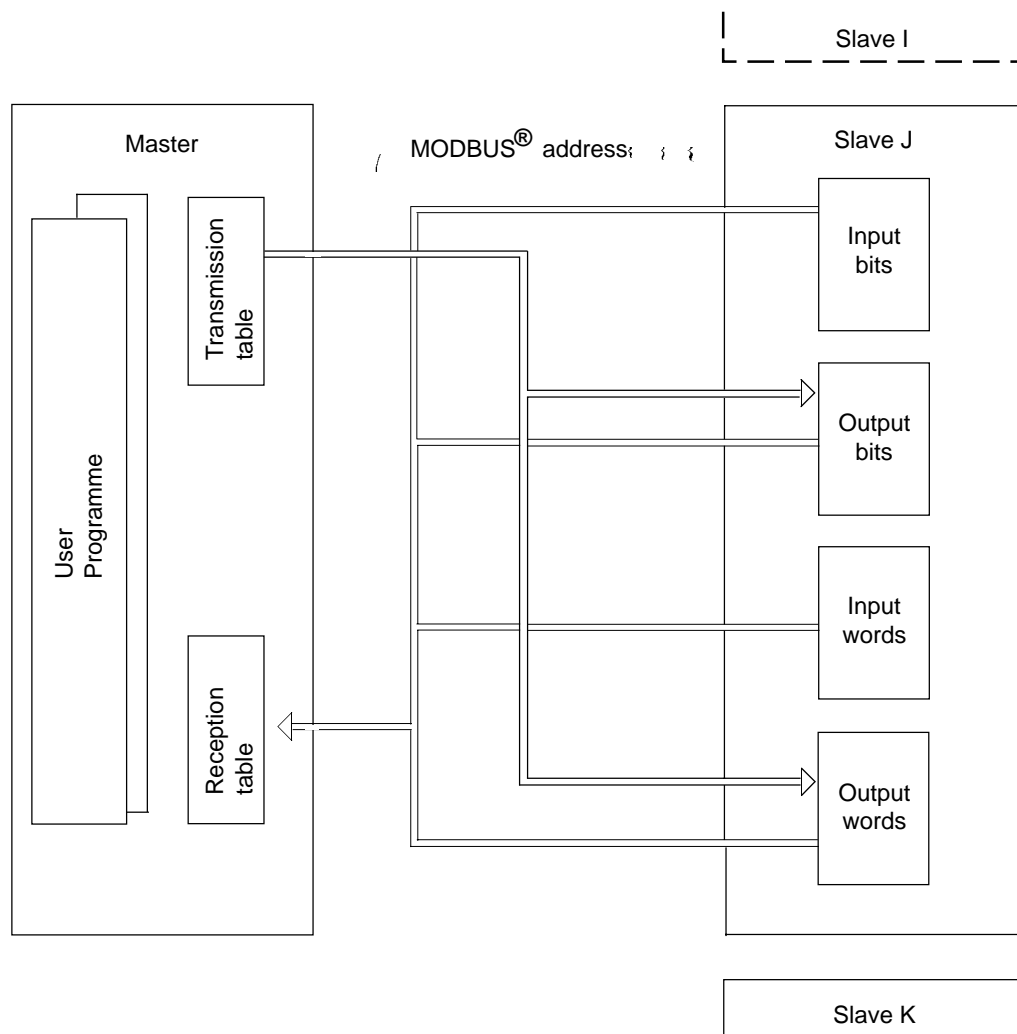 Slave I
Master
MODBUS® address
Slave J
Transmission
table
Input
bits
Output
bits
User
Programme
Input
words
Reception
table
Output
words
Slave K